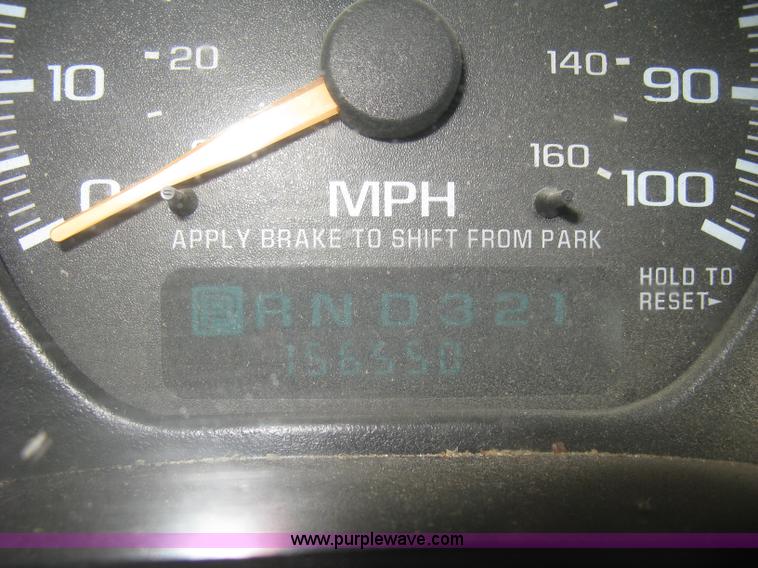 10 20 140 90
0 160 100
MPH
APPLY BRAKE TO SHIFT FROM PARK
HOLD TO
RESET►
P R N D 3 2 1
156550
www.purplewave.com